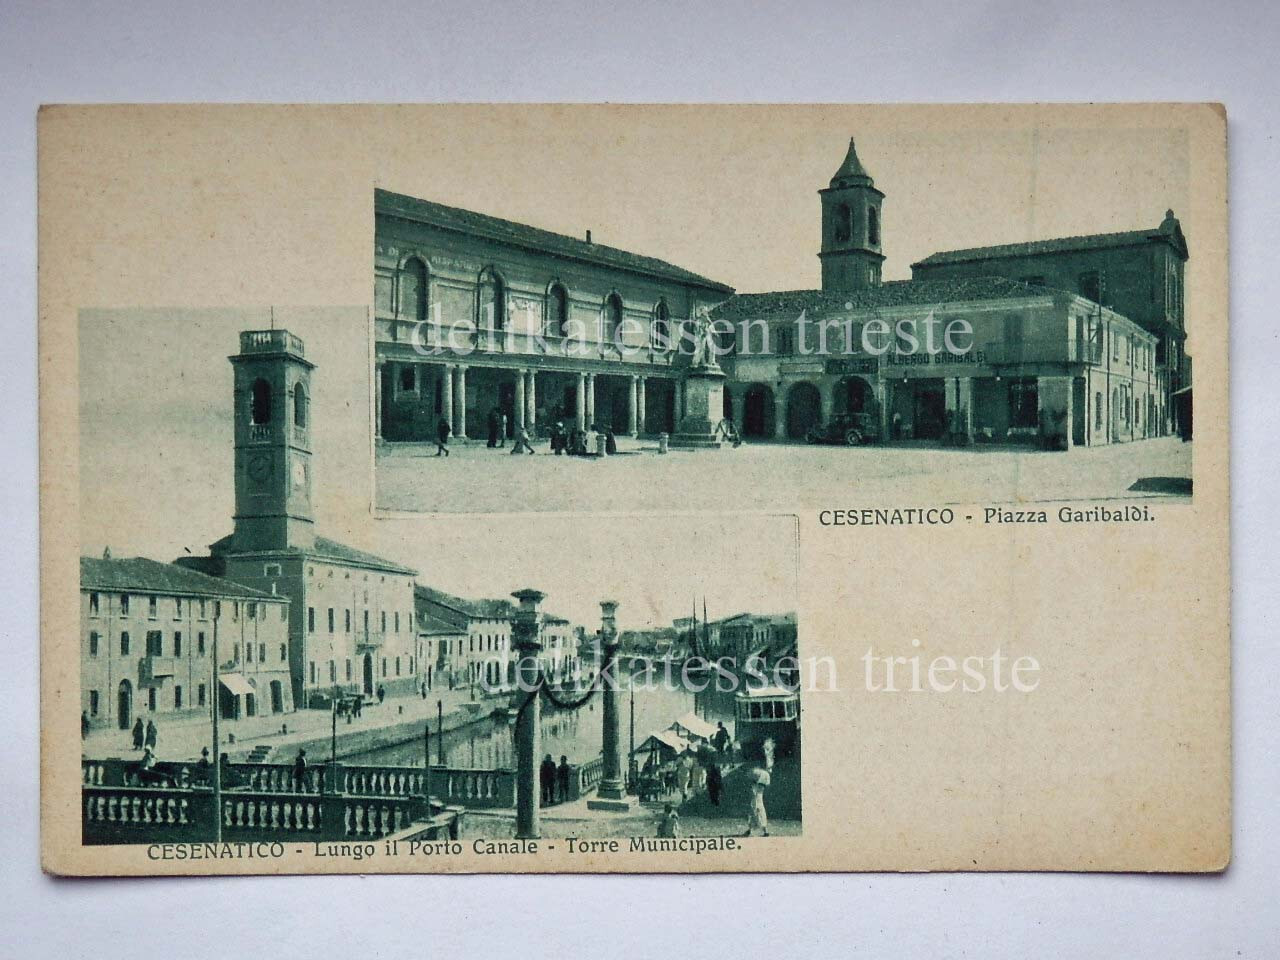 delikatessen trieste
ALBERGO GARIBALDI
CESENATICO - Piazza Garibaldi.
delikatessen trieste
CESENATICO - Lungo il Porto Canale - Torre Municipale.